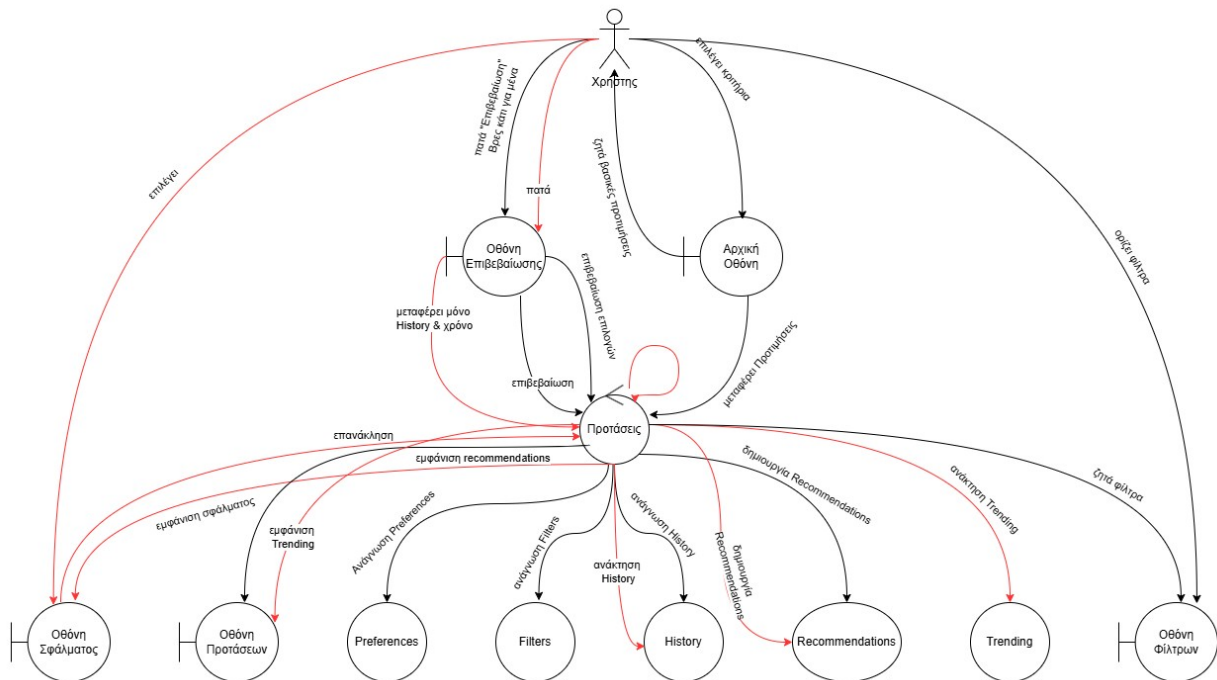 Χρήστης
επιλέγει
πατά "Επιβεβαίωση"
Βρες κάτι για μένα
πατά
ζητά βασικές προτιμήσεις
επιλέγει κριτήρια
ορίζει φίλτρα
Οθόνη
Επιβεβαίωσης
Αρχική
Οθόνη
μεταφέρει μόνο
History & χρόνο
επιβεβαίωση επιλογών
επιβεβαίωση
μεταφέρει Προτιμήσεις
Προτάσεις
επανάκληση
εμφάνιση recommendations
εμφάνιση σφάλματος
εμφάνιση
Trending
Ανάγνωση Preferences
ανάγνωση Filters
ανάκτηση
History
ανάγνωση History
δημιουργία
Recommendations
δημιουργία Recommendations
ανάκτηση Trending
ζητά φίλτρα
Οθόνη
Σφάλματος
Οθόνη
Προτάσεων
Preferences
Filters
History
Recommendations
Trending
Οθόνη
Φίλτρων